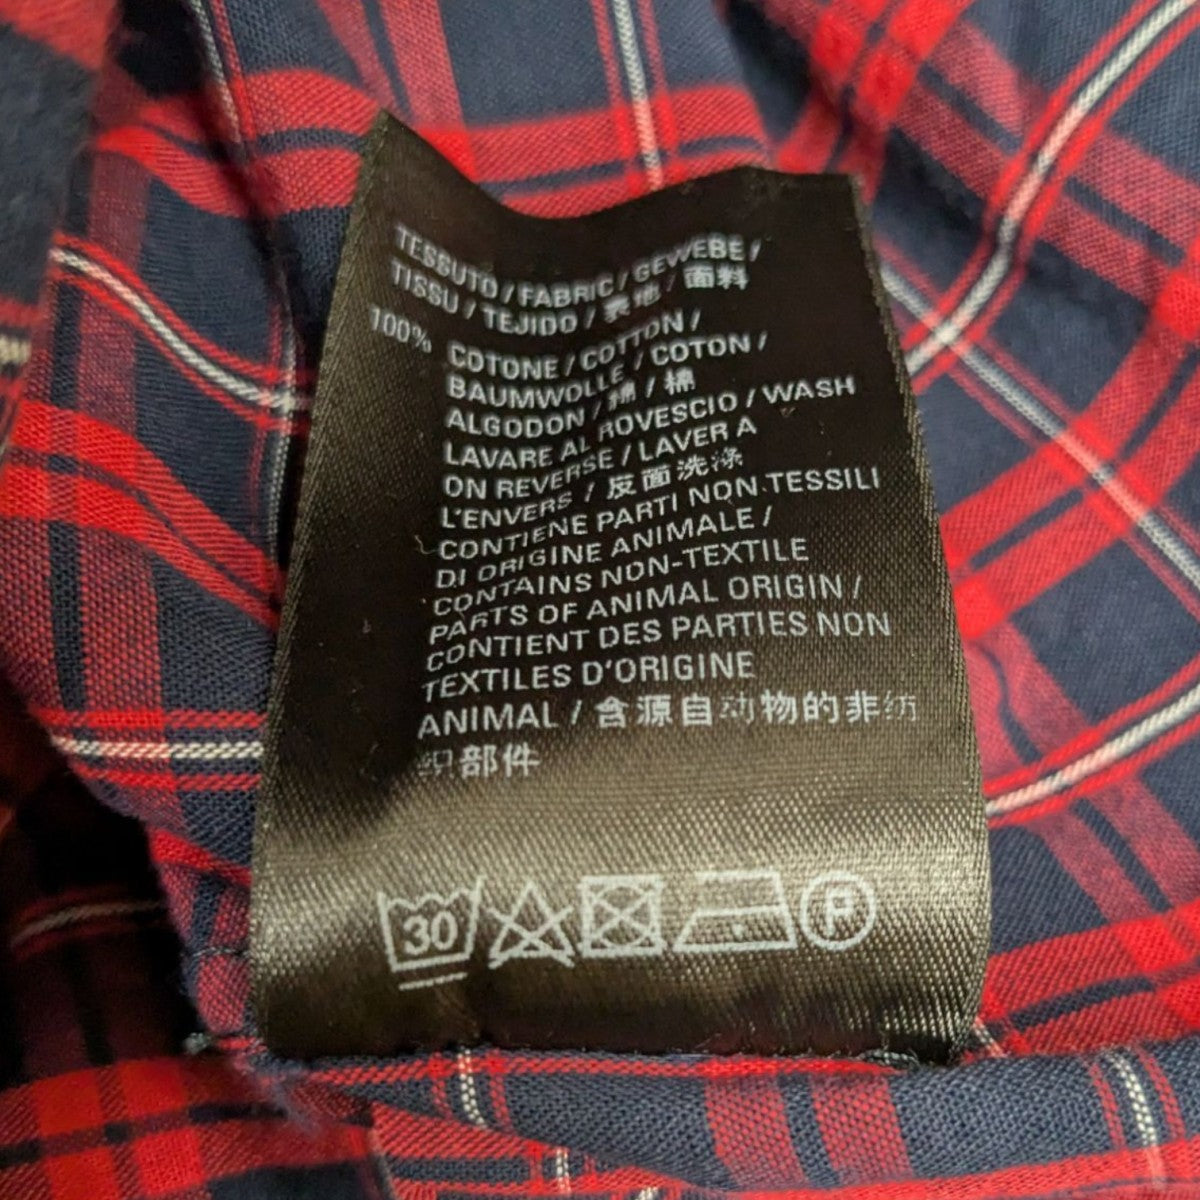 TESSUTO / FABRIC / GEWEBE /
TISSU / TEJIDO / 表地 / 面料
100% COTONE / COTTON /
BAUMWOLLE / COTON /
ALGODON / 綿 / 棉
LAVARE AL ROVESCIO / WASH
ON REVERSE / LAVER A
L'ENVERS / 反面洗涤
CONTIENE PARTI NON TESSILI
DI ORIGINE ANIMALE /
CONTAINS NON-TEXTILE
PARTS OF ANIMAL ORIGIN /
CONTIENT DES PARTIES NON
TEXTILES D'ORIGINE
ANIMAL / 含源自动物的非纺
织部件
30 P